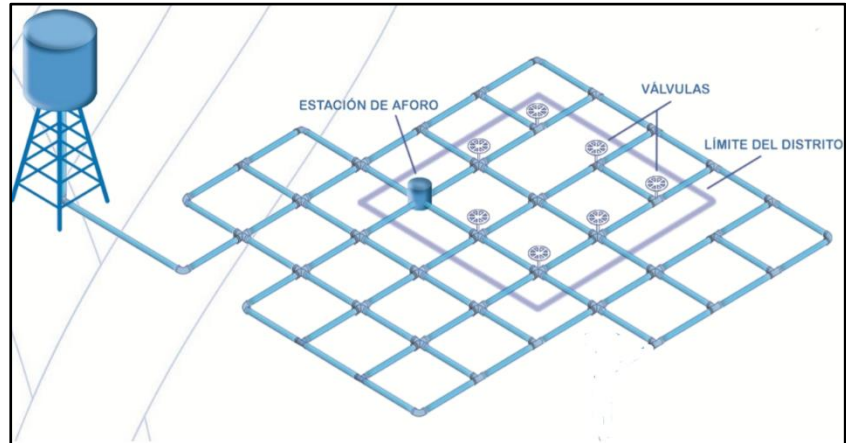 VÁLVULAS
ESTACIÓN DE AFORO
LÍMITE DEL DISTRITO